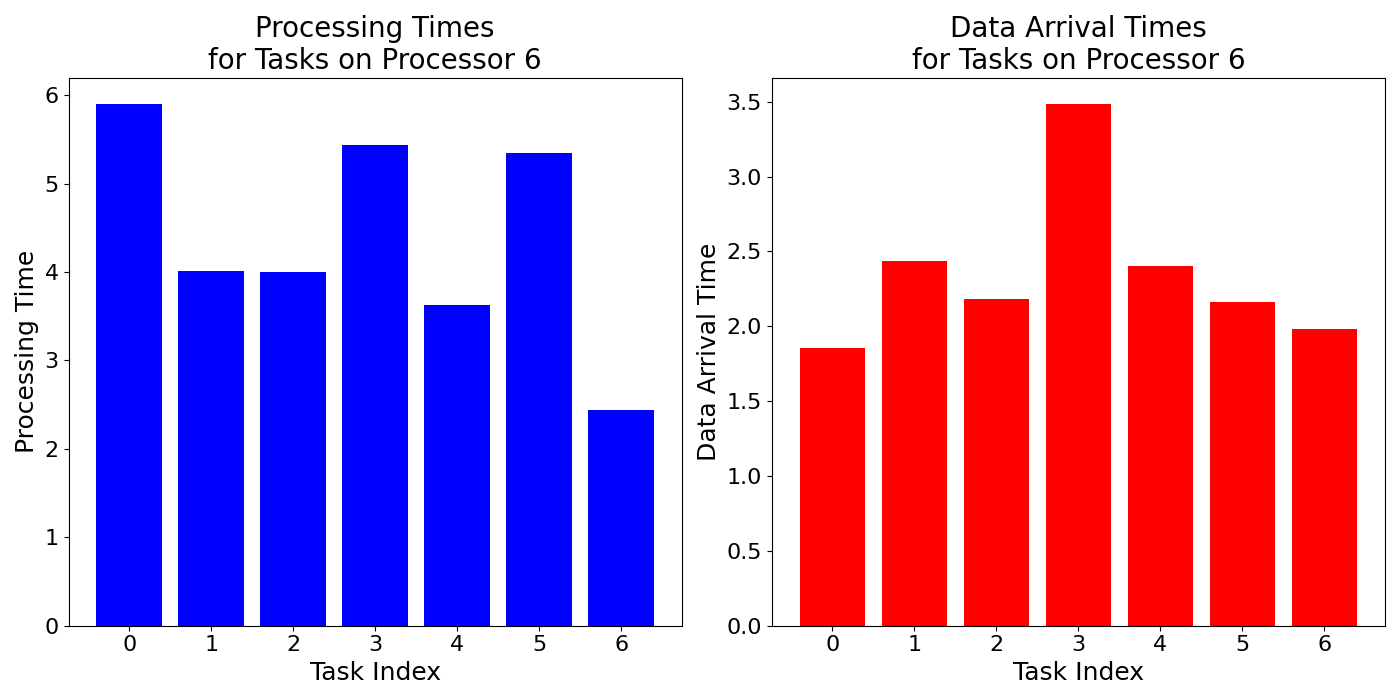 Processing Times
for Tasks on Processor 6
Processing Time
6
5
4
3
2
1
0
0 1 2 3 4 5 6
Task Index
Data Arrival Times
for Tasks on Processor 6
Data Arrival Time
3.5
3.0
2.5
2.0
1.5
1.0
0.5
0.0
0 1 2 3 4 5 6
Task Index